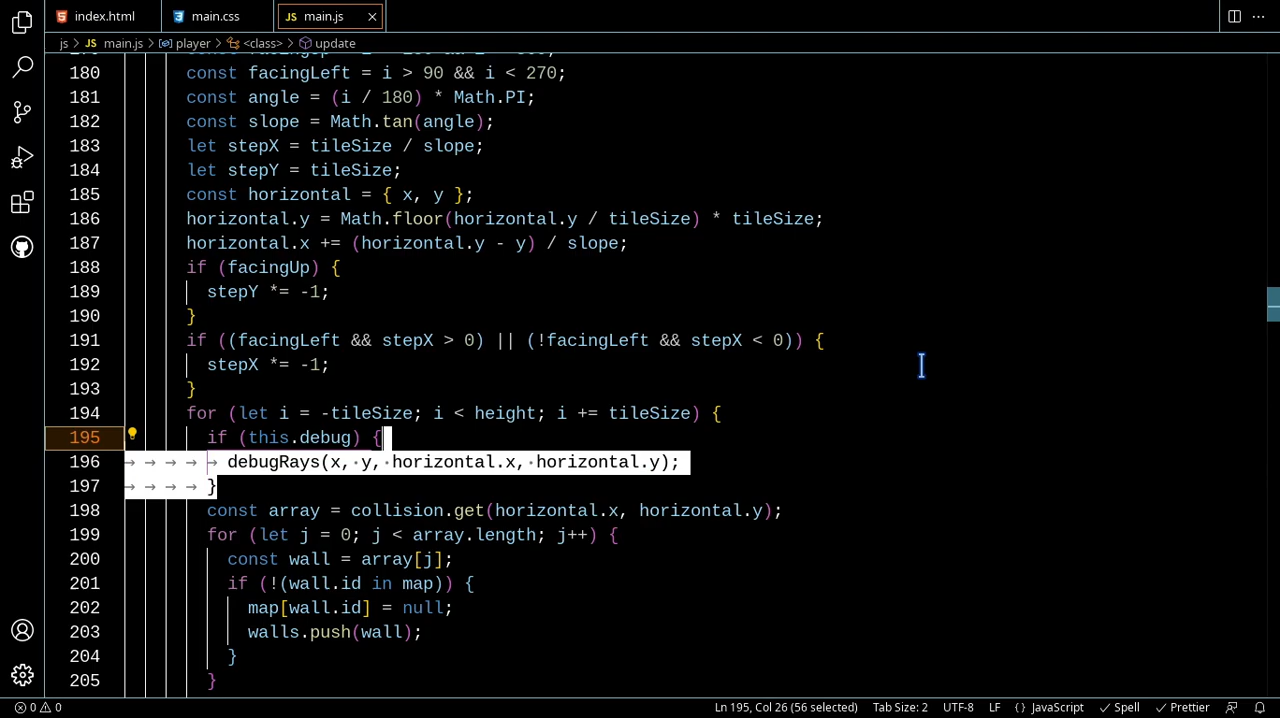 index.html main.css JS main.js
js > JS main.js > player > <class> > update
180 const facingLeft = i > 90 && i < 270;
181 const angle = (i / 180) * Math.PI;
182 const slope = Math.tan(angle);
183 let stepX = tileSize / slope;
184 let stepY = tileSize;
185 const horizontal = { x, y };
186 horizontal.y = Math.floor(horizontal.y / tileSize) * tileSize;
187 horizontal.x += (horizontal.y - y) / slope;
188 if (facingUp) {
189 stepY *= -1;
190 }
191 if ((facingLeft && stepX > 0) || (!facingLeft && stepX < 0)) {
192 stepX *= -1;
193 }
194 for (let i = -tileSize; i < height; i += tileSize) {
195 if (this.debug) {
196 debugRays(x, y, horizontal.x, horizontal.y);
197 }
198 const array = collision.get(horizontal.x, horizontal.y);
199 for (let j = 0; j < array.length; j++) {
200 const wall = array[j];
201 if (!(wall.id in map)) {
202 map[wall.id] = null;
203 walls.push(wall);
204 }
205 }
0 0 Ln 195, Col 26 (56 selected) Tab Size: 2 UTF-8 LF {} JavaScript Spell Prettier